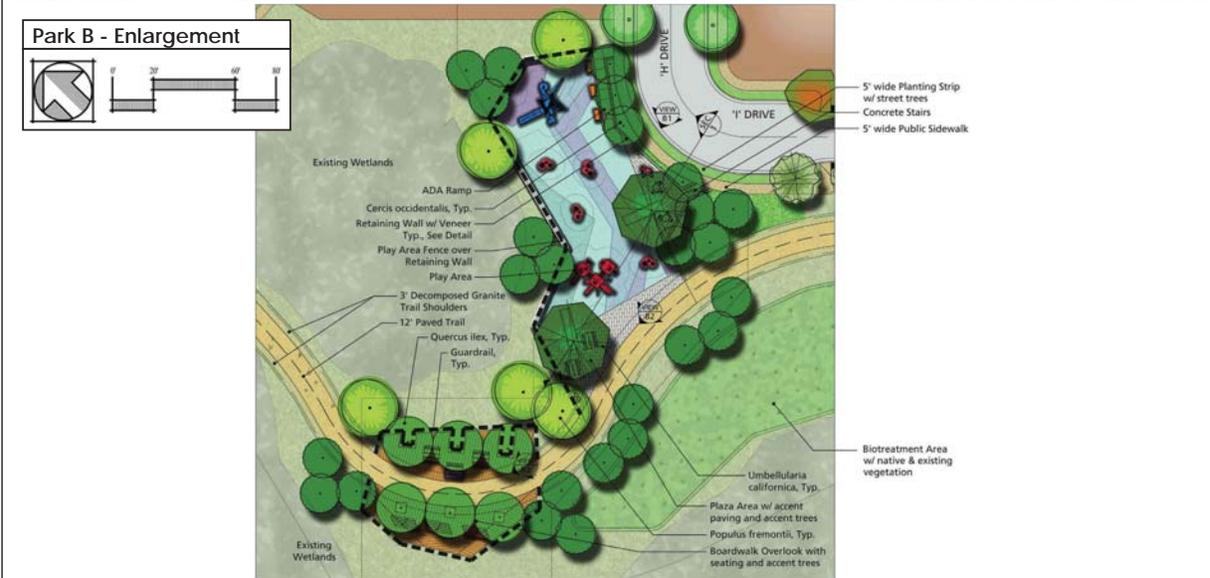 Park B - Enlargement
0'
20'
60'
80'
'H' DRIVE
'I' DRIVE
VIEW
B1
SEC
VIEW
B2
5' wide Planting Strip
w/ street trees
Concrete Stairs
5' wide Public Sidewalk
Existing Wetlands
ADA Ramp
Cercis occidentalis, Typ.
Retaining Wall w/ Veneer
Typ., See Detail
Play Area Fence over
Retaining Wall
Play Area
3' Decomposed Granite
Trail Shoulders
12' Paved Trail
Quercus ilex, Typ.
Guardrail,
Typ.
Biotreatment Area
w/ native & existing
vegetation
Umbellularia
californica, Typ.
Plaza Area w/ accent
paving and accent trees
Populus fremontii, Typ.
Boardwalk Overlook with
seating and accent trees
Existing
Wetlands